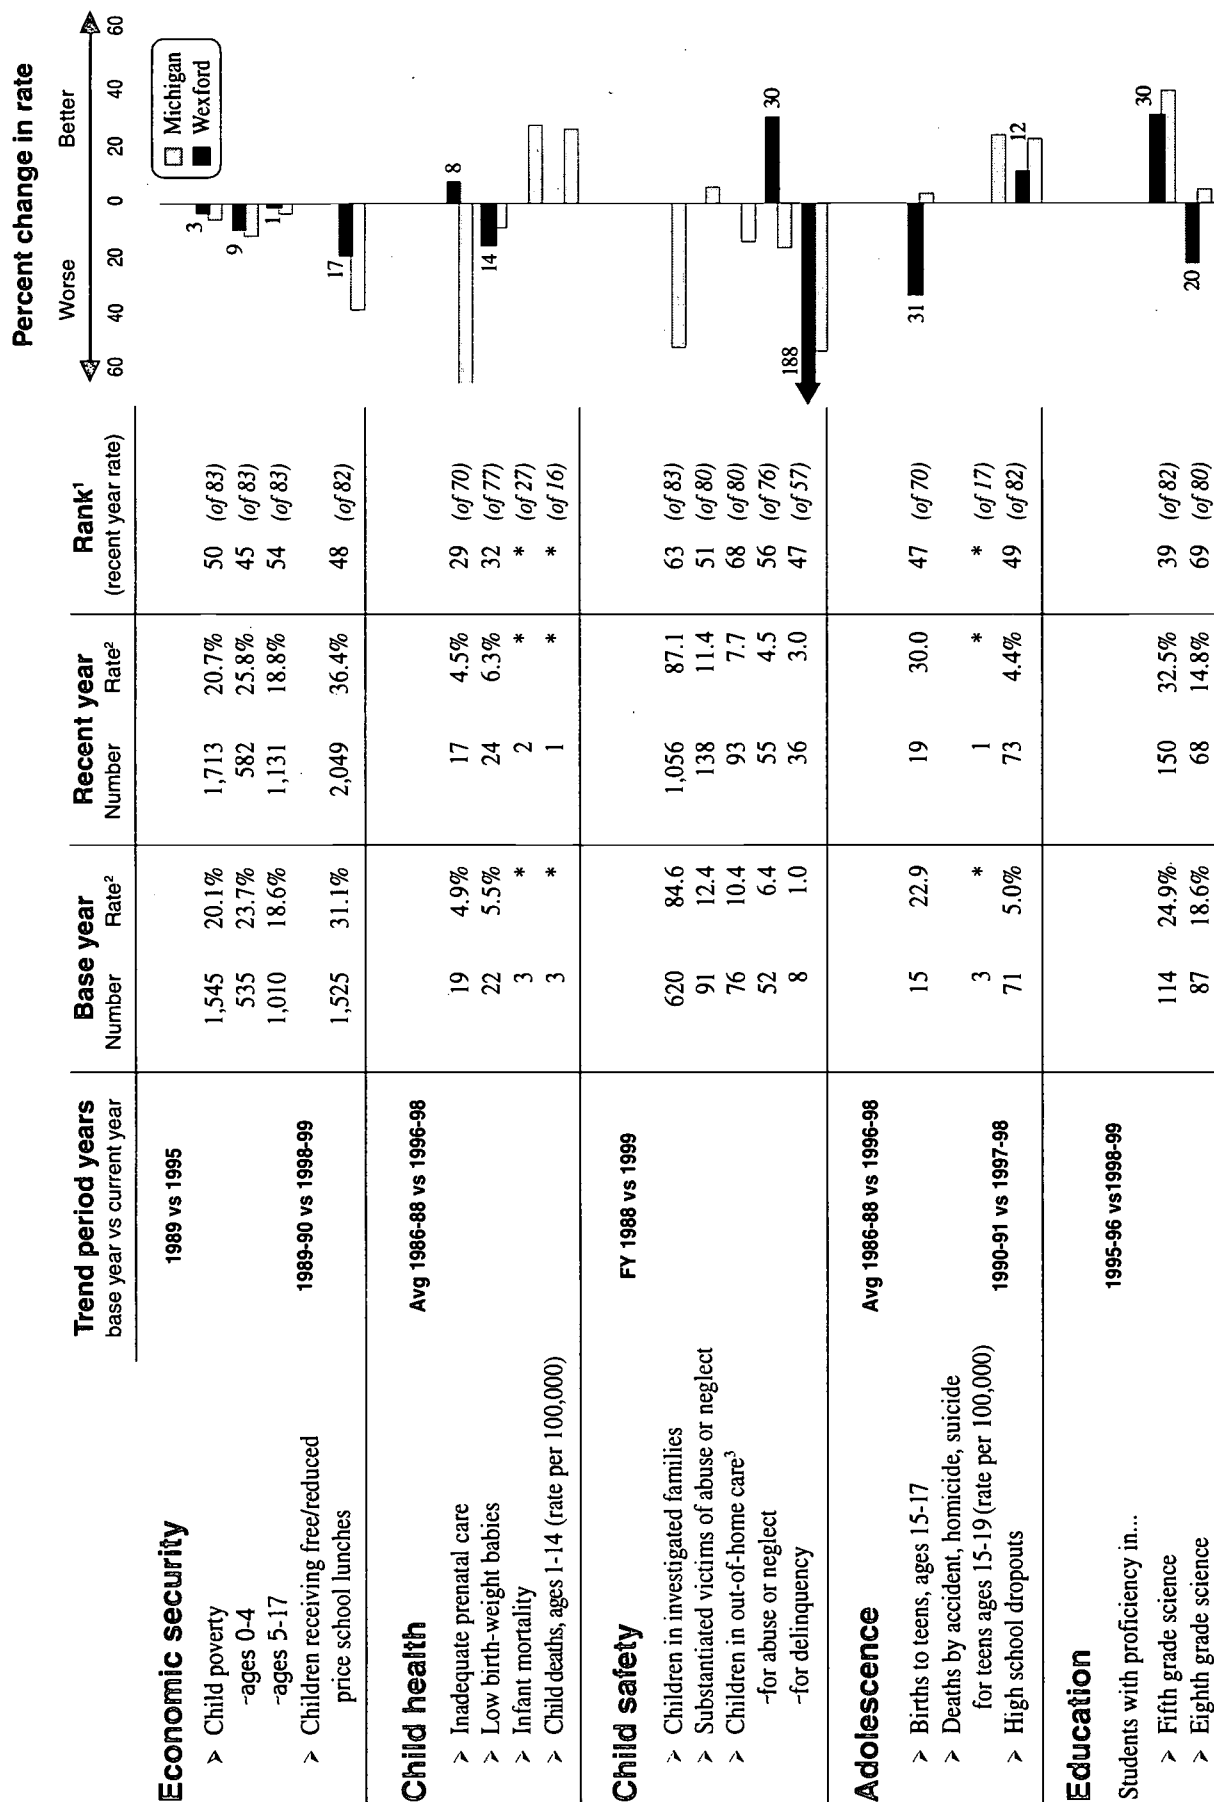 Percent change in rate
Worse Better
60 40 20 0 20 40 60
Michigan
Wexford
Trend period years
base year vs current year
Base year
Number Rate²
Recent year
Number Rate²
Rank¹
(recent year rate)
Economic security
1989 vs 1995
➤ Child poverty 1,545 20.1% 1,713 20.7% 50 (of 83) 3
-ages 0-4 535 23.7% 582 25.8% 45 (of 83) 9
-ages 5-17 1,010 18.6% 1,131 18.8% 54 (of 83) 1
➤ Children receiving free/reduced 1989-90 vs 1998-99
price school lunches 1,525 31.1% 2,049 36.4% 48 (of 82) 17
Child health
Avg 1986-88 vs 1996-98
➤ Inadequate prenatal care 19 4.9% 17 4.5% 29 (of 70) 8
➤ Low birth-weight babies 22 5.5% 24 6.3% 32 (of 77) 14
➤ Infant mortality 3 * 2 * * (of 27)
➤ Child deaths, ages 1-14 (rate per 100,000) 3 * 1 * * (of 16)
Child safety
FY 1988 vs 1999
➤ Children in investigated families 620 84.6 1,056 87.1 63 (of 83)
➤ Substantiated victims of abuse or neglect 91 12.4 138 11.4 51 (of 80)
➤ Children in out-of-home care³ 76 10.4 93 7.7 68 (of 80)
-for abuse or neglect 52 6.4 55 4.5 56 (of 76) 30
-for delinquency 8 1.0 36 3.0 47 (of 57) 188
Adolescence
Avg 1986-88 vs 1996-98
➤ Births to teens, ages 15-17 15 22.9 19 30.0 47 (of 70) 31
➤ Deaths by accident, homicide, suicide
for teens ages 15-19 (rate per 100,000) 3 * 1 * * (of 17)
➤ High school dropouts 1990-91 vs 1997-98 71 5.0% 73 4.4% 49 (of 82) 12
Education
Students with proficiency in... 1995-96 vs1998-99
➤ Fifth grade science 114 24.9% 150 32.5% 39 (of 82) 30
➤ Eighth grade science 87 18.6% 68 14.8% 69 (of 80) 20